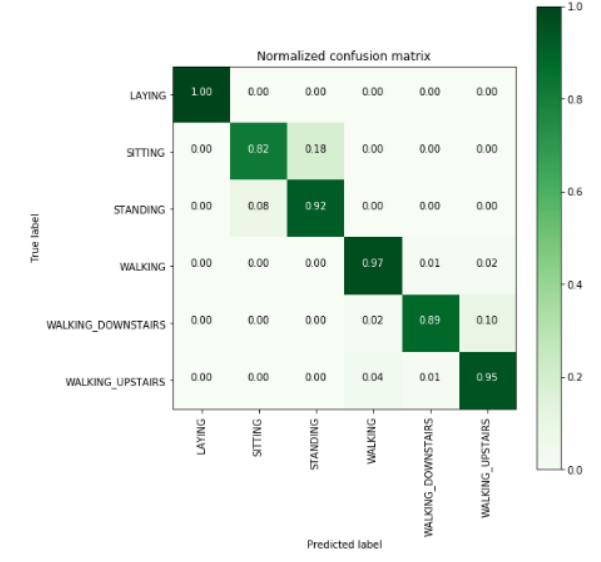 Normalized confusion matrix
True label
LAYING 1.00 0.00 0.00 0.00 0.00 0.00
SITTING 0.00 0.82 0.18 0.00 0.00 0.00
STANDING 0.00 0.08 0.92 0.00 0.00 0.00
WALKING 0.00 0.00 0.00 0.97 0.01 0.02
WALKING_DOWNSTAIRS 0.00 0.00 0.00 0.02 0.89 0.10
WALKING_UPSTAIRS 0.00 0.00 0.00 0.04 0.01 0.95
LAYING
SITTING
STANDING
WALKING
WALKING_DOWNSTAIRS
WALKING_UPSTAIRS
Predicted label
1.0
0.8
0.6
0.4
0.2
0.0